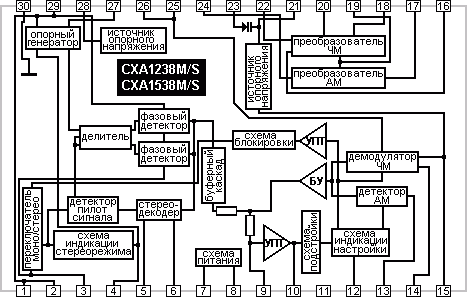 30 29 28 27 26 25 24 23 22 21 20 19 18 17 16
опорный
генератор
источник
опорного
напряжения
CXA1238M/S
CXA1538M/S
источник
опорного
напряжения
преобразователь
ЧМ
преобразователь
АМ
фазовый
детектор
делитель
фазовый
детектор
схема
блокировки
УПТ
буферный
каскад
демодулятор
ЧМ
БУ
детектор
АМ
переключатель
моно/стерео
детектор
пилот
сигнала
стерео-
декодер
схема
индикации
стереорежима
схема
питания
УПТ
схема
подстройки
схема
индикации
настройки
1 2 3 4 5 6 7 8 9 10 11 12 13 14 15